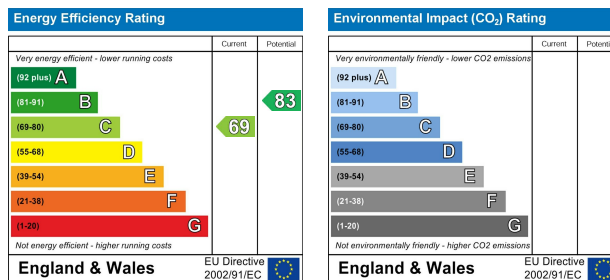 Energy Efficiency Rating
Current Potential
Very energy efficient - lower running costs
(92 plus) A
(81-91) B
83
(69-80) C
69
(55-68) D
(39-54) E
(21-38) F
(1-20) G
Not energy efficient - higher running costs
England & Wales
EU Directive
2002/91/EC
Environmental Impact (CO₂) Rating
Current Potential
Very environmentally friendly - lower CO2 emissions
(92 plus) A
(81-91) B
(69-80) C
(55-68) D
(39-54) E
(21-38) F
(1-20) G
Not environmentally friendly - higher CO2 emissions
England & Wales
EU Directive
2002/91/EC